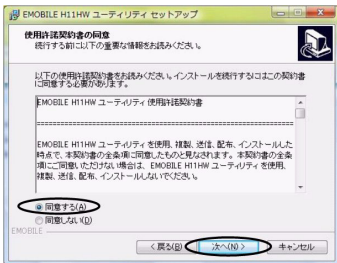 EMOBILE H11HW ユーティリティ セットアップ
使用許諾契約書の同意
続行する前に以下の重要な情報をお読みください。
以下の使用許諾契約書をお読みください。インストールを続行するにはこの契約書
に同意する必要があります。
EMOBILE H11HW ユーティリティ 使用許諾契約書
==================================================
EMOBILE H11HW ユーティリティを使用、複製、送信、配布、インストールした
時点で、本契約書の全条項に同意したものと見なされます。本契約書の全条
項にご同意いただけない場合は、EMOBILE H11HW ユーティリティを使用、
複製、送信、配布、インストールしないでください。
同意する(A)
同意しない(D)
EMOBILE
< 戻る(B)
次へ(N) >
キャンセル